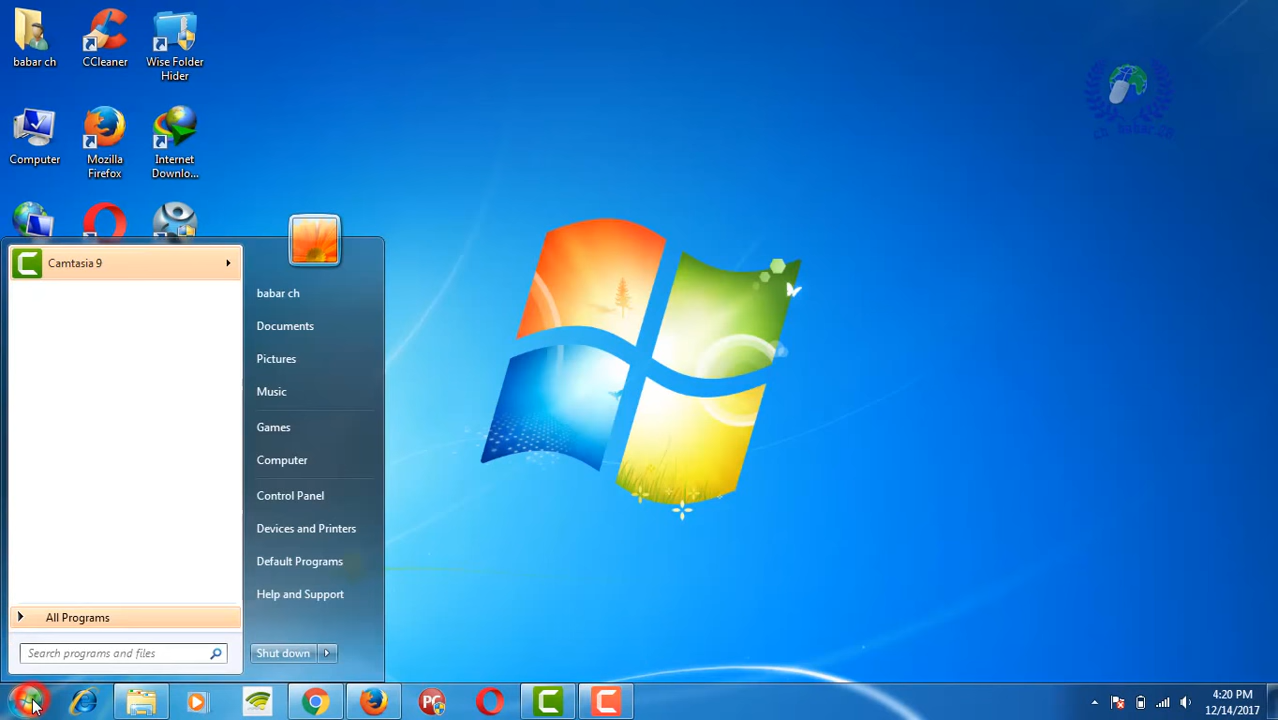 babar ch
CCleaner
Wise Folder
Hider
Computer
Mozilla
Firefox
Internet
Downlo...
Camtasia 9
babar ch
Documents
Pictures
Music
Games
Computer
Control Panel
Devices and Printers
Default Programs
Help and Support
All Programs
Search programs and files
Shut down
4:20 PM
12/14/2017